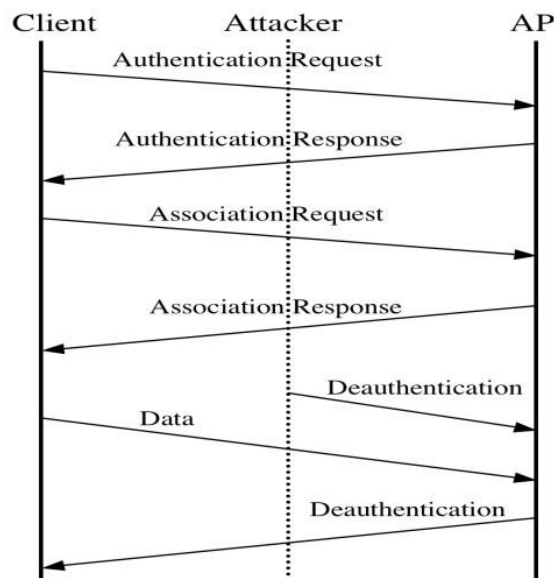 Client Attacker AP
Authentication Request
Authentication Response
Association Request
Association Response
Deauthentication
Data
Deauthentication